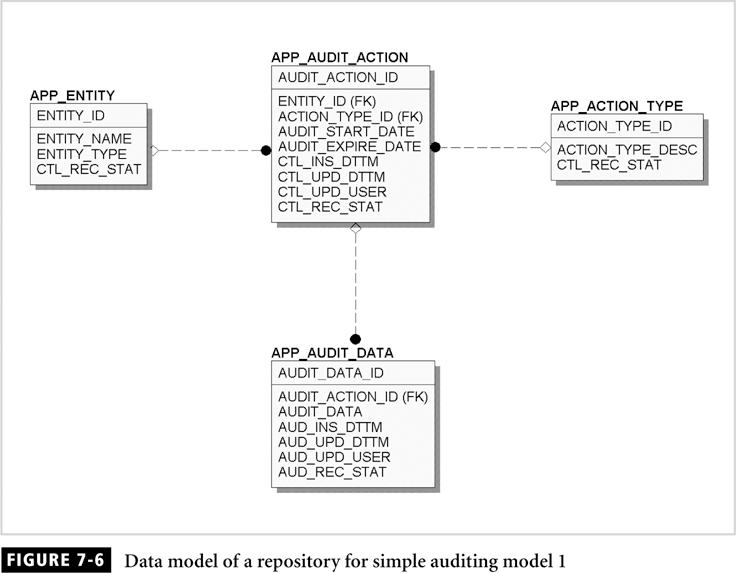 APP_AUDIT_ACTION
AUDIT_ACTION_ID
ENTITY_ID (FK)
ACTION_TYPE_ID (FK)
AUDIT_START_DATE
AUDIT_EXPIRE_DATE
CTL_INS_DTTM
CTL_UPD_DTTM
CTL_UPD_USER
CTL_REC_STAT
APP_ENTITY
ENTITY_ID
ENTITY_NAME
ENTITY_TYPE
CTL_REC_STAT
APP_ACTION_TYPE
ACTION_TYPE_ID
ACTION_TYPE_DESC
CTL_REC_STAT
APP_AUDIT_DATA
AUDIT_DATA_ID
AUDIT_ACTION_ID (FK)
AUDIT_DATA
AUD_INS_DTTM
AUD_UPD_DTTM
AUD_UPD_USER
AUD_REC_STAT
FIGURE 7-6 Data model of a repository for simple auditing model 1